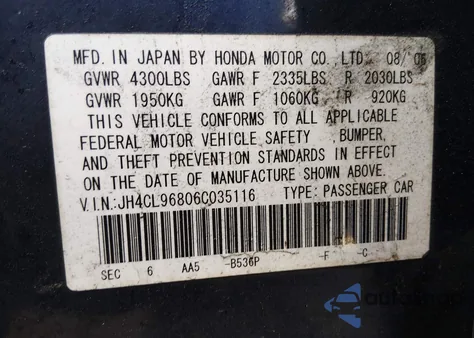 MFD. IN JAPAN BY HONDA MOTOR CO., LTD. 08/06
GVWR 4300LBS GAWR F 2335LBS R 2030LBS
GVWR 1950KG GAWR F 1060KG R 920KG
THIS VEHICLE CONFORMS TO ALL APPLICABLE
FEDERAL MOTOR VEHICLE SAFETY, BUMPER,
AND THEFT PREVENTION STANDARDS IN EFFECT
ON THE DATE OF MANUFACTURE SHOWN ABOVE.
V.IN:JH4CL96806C035116 TYPE: PASSENGER CAR
SEC 6 AA5 -B536P -F -C